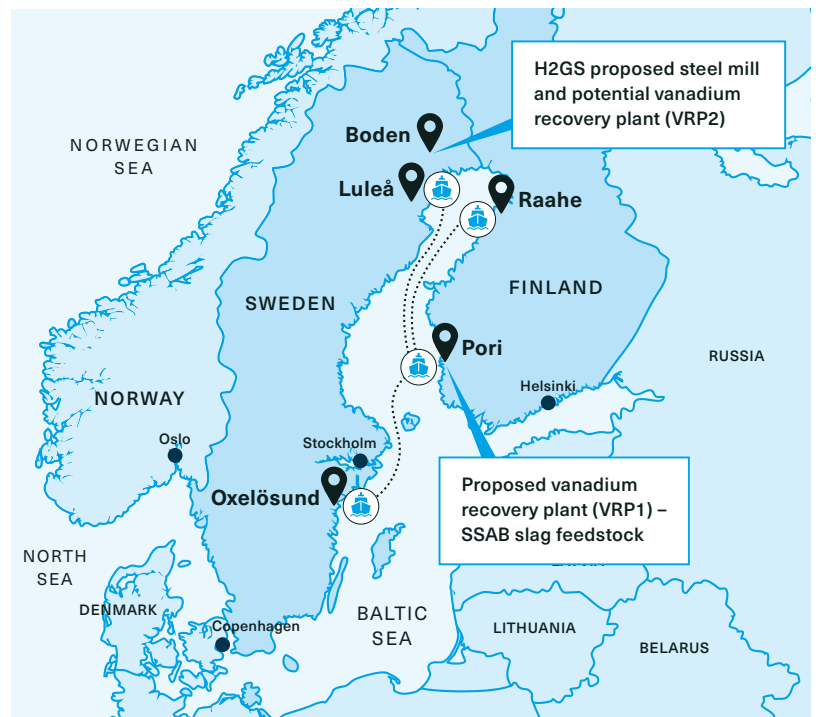 H2GS proposed steel mill
and potential vanadium
recovery plant (VRP2)
Boden
NORWEGIAN
SEA
Luleå
Raahe
FINLAND
SWEDEN
Pori
RUSSIA
Helsinki
NORWAY
Oslo
Stockholm
Proposed vanadium
recovery plant (VRP1) –
SSAB slag feedstock
Oxelösund
NORTH
SEA
DENMARK
Copenhagen
BALTIC
SEA
LITHUANIA
BELARUS